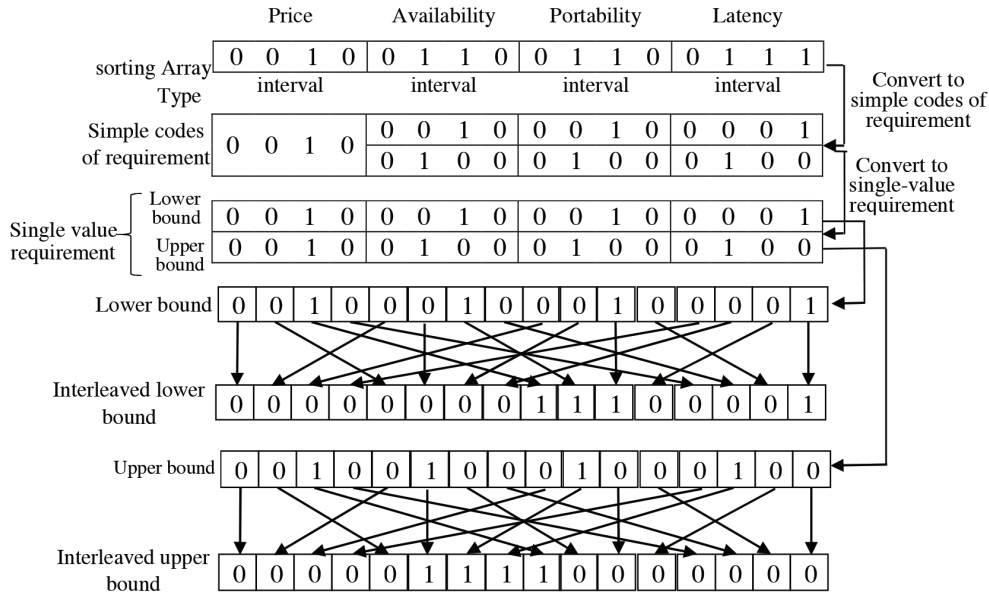 Price Availability Portability Latency
sorting Array Type 0 0 1 0 0 1 1 0 0 1 1 0 0 1 1 1
interval interval interval interval
Convert to
simple codes of
requirement
Simple codes
of requirement
0 0 1 0
0 0 1 0 0 0 1 0 0 0 0 1
0 1 0 0 0 1 0 0 0 1 0 0
Convert to
single-value
requirement
Single value
requirement
Lower
bound
0 0 1 0 0 0 1 0 0 0 1 0 0 0 0 1
Upper
bound
0 0 1 0 0 1 0 0 0 1 0 0 0 1 0 0
Lower bound 0 0 1 0 0 0 1 0 0 0 1 0 0 0 0 1
Interleaved lower
bound
0 0 0 0 0 0 0 0 1 1 1 0 0 0 0 1
Upper bound 0 0 1 0 0 1 0 0 0 1 0 0 0 1 0 0
Interleaved upper
bound
0 0 0 0 0 1 1 1 1 0 0 0 0 0 0 0